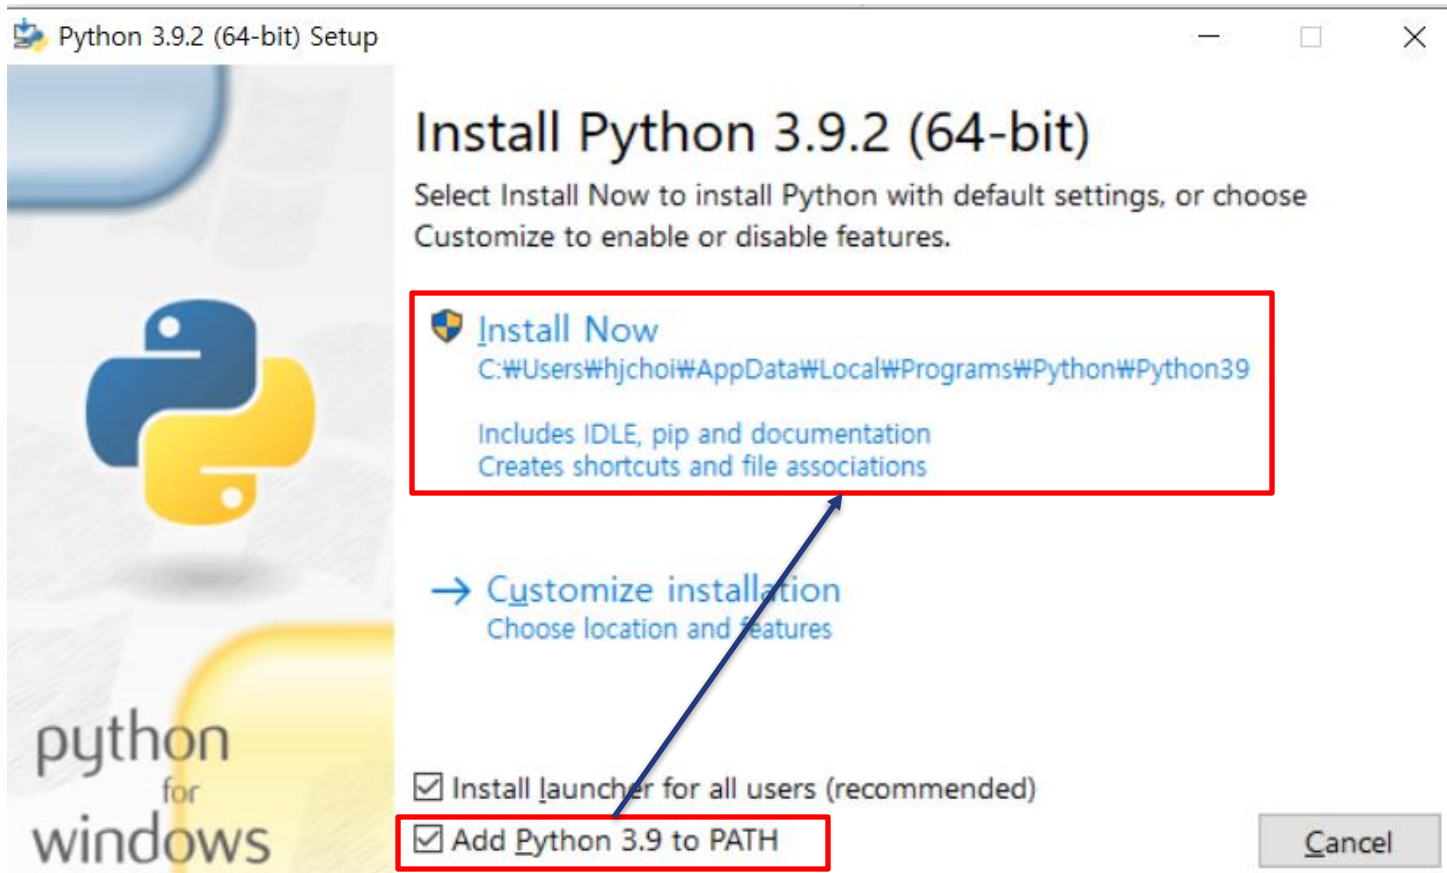 Python 3.9.2 (64-bit) Setup
Install Python 3.9.2 (64-bit)
Select Install Now to install Python with default settings, or choose
Customize to enable or disable features.
Install Now
C:₩Users₩hjchoi₩AppData₩Local₩Programs₩Python₩Python39
Includes IDLE, pip and documentation
Creates shortcuts and file associations
Customize installation
Choose location and features
python
for
windows
Install launcher for all users (recommended)
Add Python 3.9 to PATH
Cancel